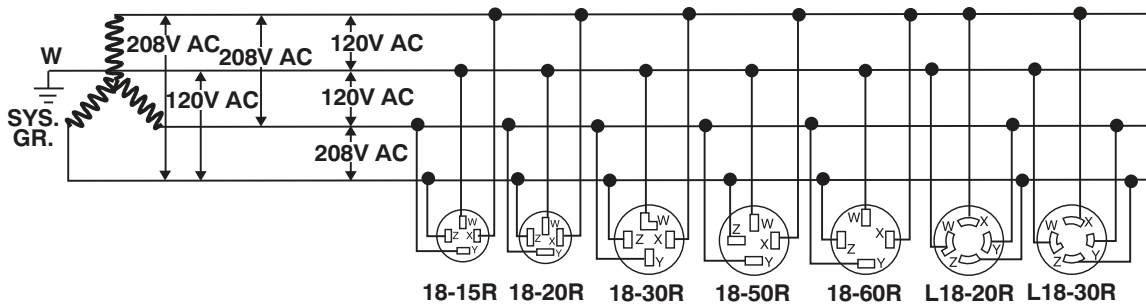 208V AC
208V AC
120V AC
W
SYS.
GR.
120V AC
120V AC
208V AC
W
Z
X
Y
W
Z
X
Y
W
Z
X
Y
W
Z
X
Y
W
Z
X
Y
W
X
Z
Y
W
X
Z
Y
18-15R 18-20R 18-30R 18-50R 18-60R L18-20R L18-30R